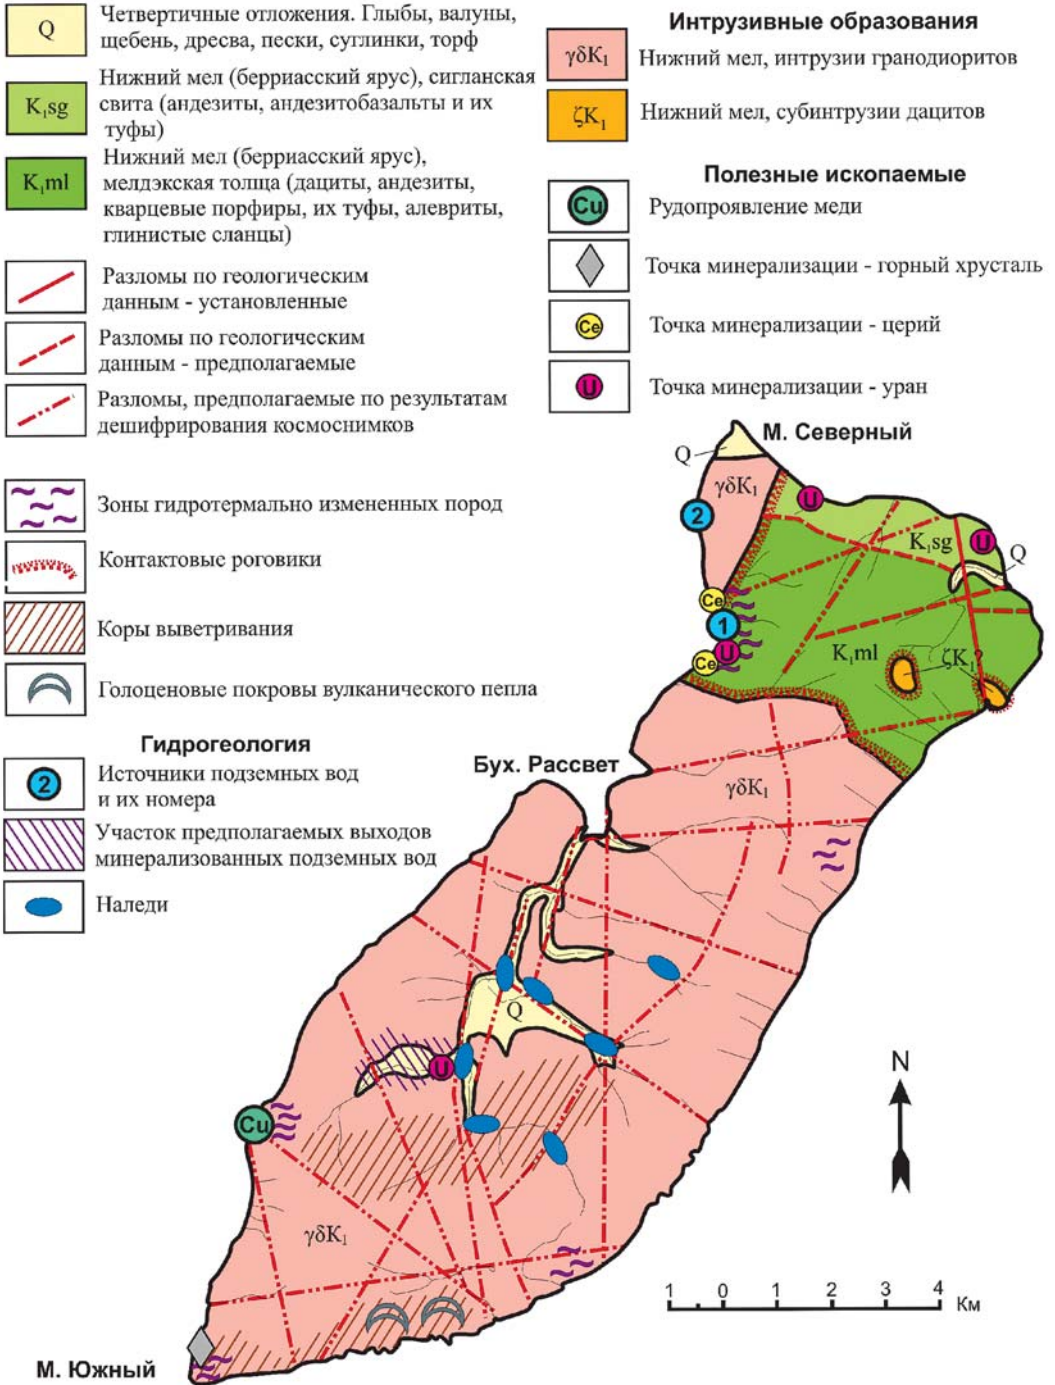 Q
Четвертичные отложения. Глыбы, валуны,
щебень, дресва, пески, суглинки, торф
K₁sg
Нижний мел (берриасский ярус), сигланская
свита (андезиты, андезитобазальты и их
туфы)
K₁ml
Нижний мел (берриасский ярус),
мелдэкская толща (дациты, андезиты,
кварцевые порфиры, их туфы, алевриты,
глинистые сланцы)
Разломы по геологическим
данным - установленные
Разломы по геологическим
данным - предполагаемые
Разломы, предполагаемые по результатам
дешифрирования космоснимков
Зоны гидротермально измененных пород
Контактовые роговики
Коры выветривания
Голоценовые покровы вулканического пепла
Гидрогеология
2
Источники подземных вод
и их номера
Участок предполагаемых выходов
минерализованных подземных вод
Наледи
Интрузивные образования
γδK₁
Нижний мел, интрузии гранодиоритов
ζK₁
Нижний мел, субинтрузии дацитов
Полезные ископаемые
Cu
Рудопроявление меди
Точка минерализации - горный хрусталь
Ce
Точка минерализации - церий
U
Точка минерализации - уран
М. Северный
Q
γδK₁
U
2
K₁sg
U
Q
Ce
1
U
Ce
K₁ml
ζK₁?
Бух. Рассвет
γδK₁
Q
U
Cu
γδK₁
N
1 0 1 2 3 4
Км
М. Южный